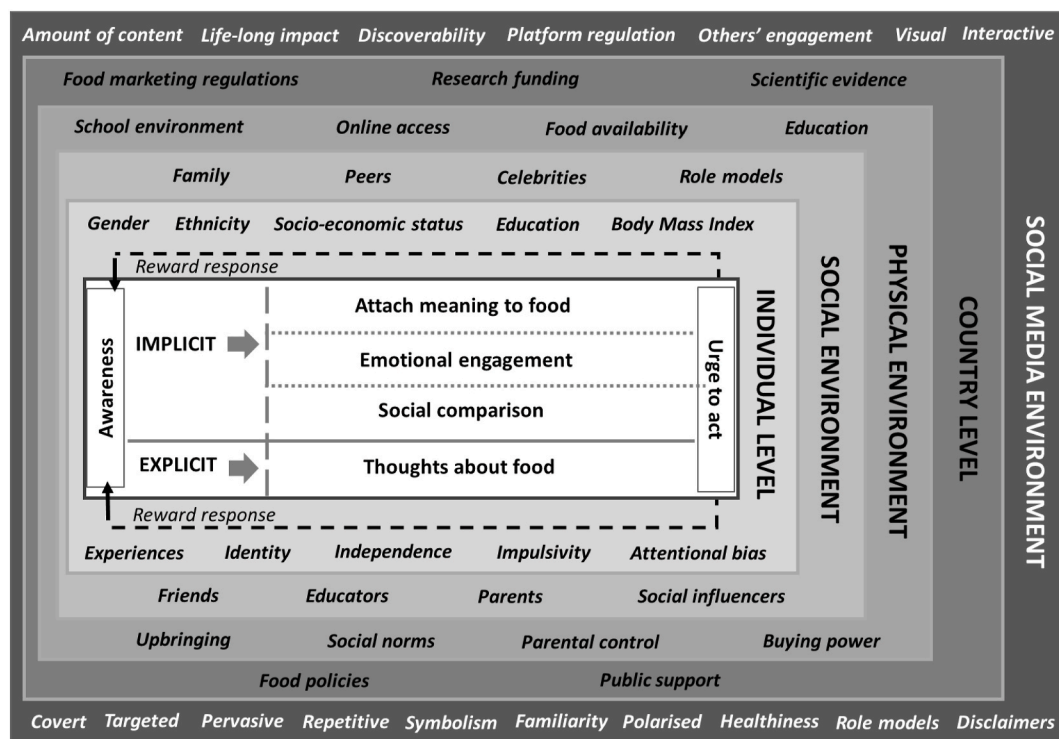 Amount of content Life-long impact Discoverability Platform regulation Others' engagement Visual Interactive
Food marketing regulations Research funding Scientific evidence
School environment Online access Food availability Education
Family Peers Celebrities Role models
Gender Ethnicity Socio-economic status Education Body Mass Index
Reward response
Awareness
IMPLICIT
Attach meaning to food
Emotional engagement
Social comparison
EXPLICIT
Thoughts about food
Urge to act
Reward response
INDIVIDUAL LEVEL
SOCIAL ENVIRONMENT
PHYSICAL ENVIRONMENT
COUNTRY LEVEL
SOCIAL MEDIA ENVIRONMENT
Experiences Identity Independence Impulsivity Attentional bias
Friends Educators Parents Social influencers
Upbringing Social norms Parental control Buying power
Food policies Public support
Covert Targeted Pervasive Repetitive Symbolism Familiarity Polarised Healthiness Role models Disclaimers